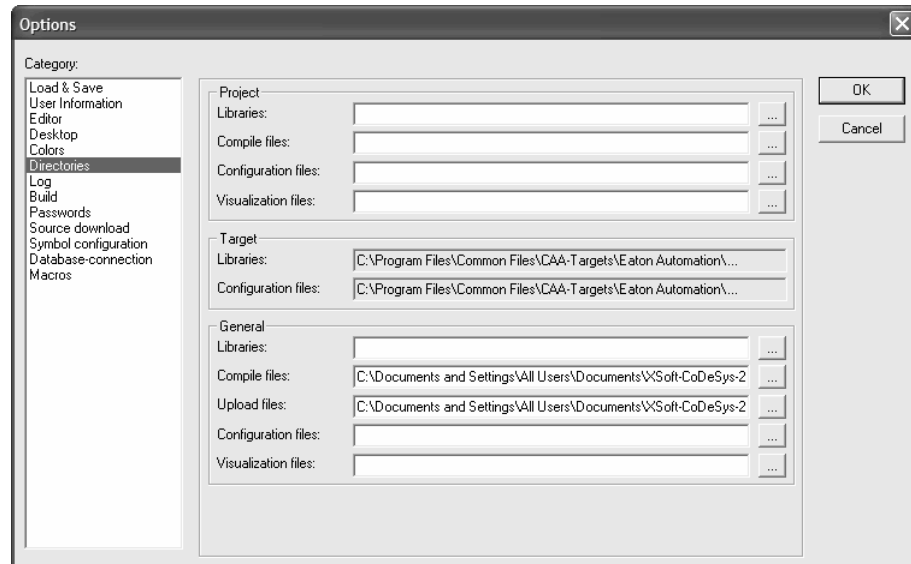 Options
Category:
Load & Save
User Information
Editor
Desktop
Colors
Directories
Log
Build
Passwords
Source download
Symbol configuration
Database-connection
Macros
Project
Libraries:
...
Compile files:
...
Configuration files:
...
Visualization files:
...
Target
Libraries:
C:\Program Files\Common Files\CAA-Targets\Eaton Automation\...
Configuration files:
C:\Program Files\Common Files\CAA-Targets\Eaton Automation\...
General
Libraries:
...
Compile files:
C:\Documents and Settings\All Users\Documents\XSoft-CoDeSys-2
...
Upload files:
C:\Documents and Settings\All Users\Documents\XSoft-CoDeSys-2
...
Configuration files:
...
Visualization files:
...
OK
Cancel